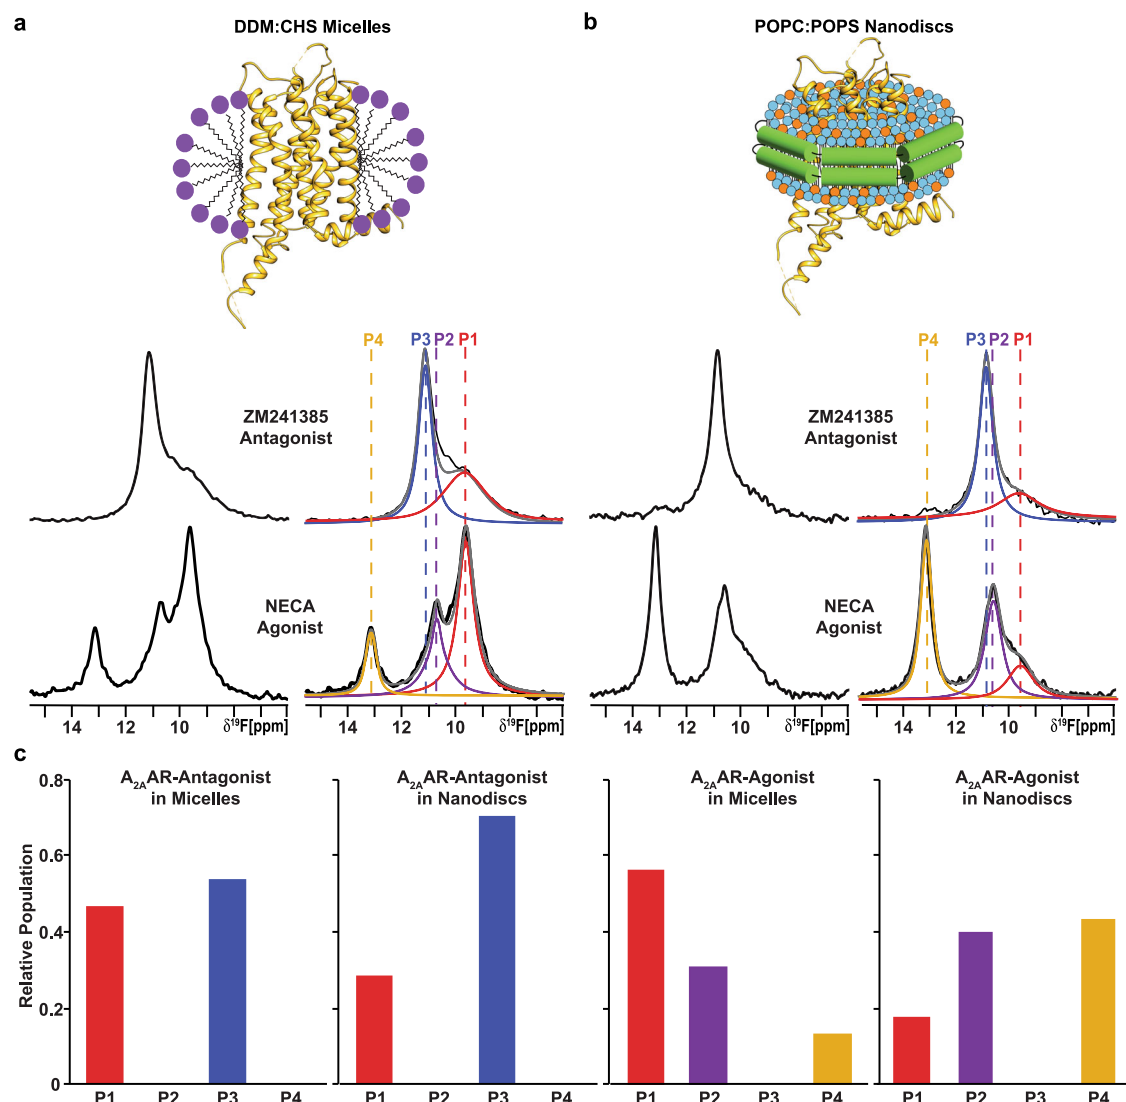 a
DDM:CHS Micelles
b
POPC:POPS Nanodiscs
P4 P3 P2 P1
ZM241385
Antagonist
NECA
Agonist
14 12 10
δ¹⁹F[ppm]
14 12 10
δ¹⁹F[ppm]
P4 P3 P2 P1
ZM241385
Antagonist
NECA
Agonist
14 12 10
δ¹⁹F[ppm]
14 12 10
δ¹⁹F[ppm]
c
Relative Population
0.8
0.6
0.4
0.2
0
A₂ₐAR-Antagonist
in Micelles
P1 P2 P3 P4
A₂ₐAR-Antagonist
in Nanodiscs
P1 P2 P3 P4
A₂ₐAR-Agonist
in Micelles
P1 P2 P3 P4
A₂ₐAR-Agonist
in Nanodiscs
P1 P2 P3 P4